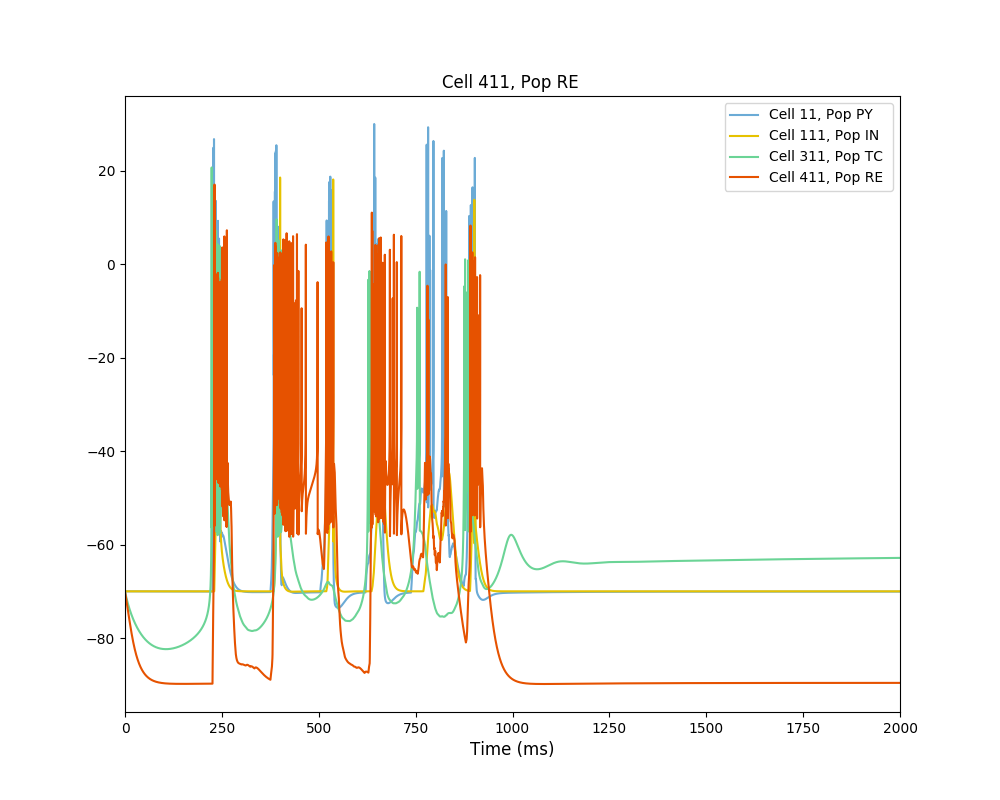 Cell 411, Pop RE
Cell 11, Pop PY
Cell 111, Pop IN
Cell 311, Pop TC
Cell 411, Pop RE
20
0
−20
−40
−60
−80
0 250 500 750 1000 1250 1500 1750 2000
Time (ms)